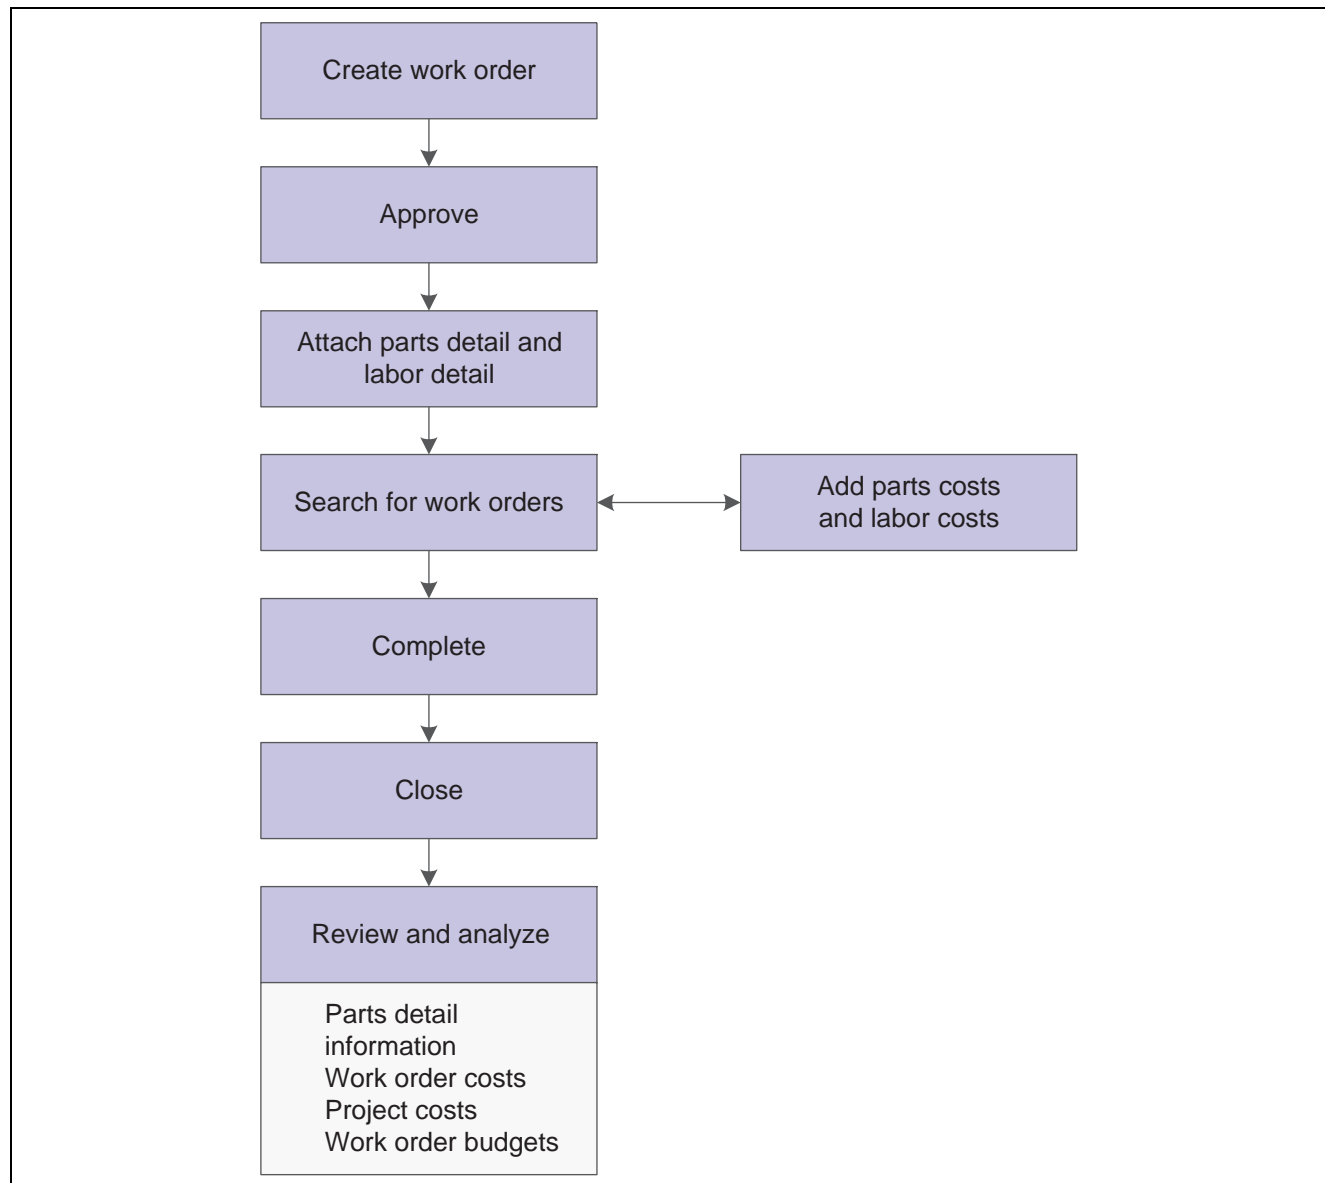 Create work order
Approve
Attach parts detail and
labor detail
Search for work orders
Add parts costs
and labor costs
Complete
Close
Review and analyze
Parts detail
information
Work order costs
Project costs
Work order budgets